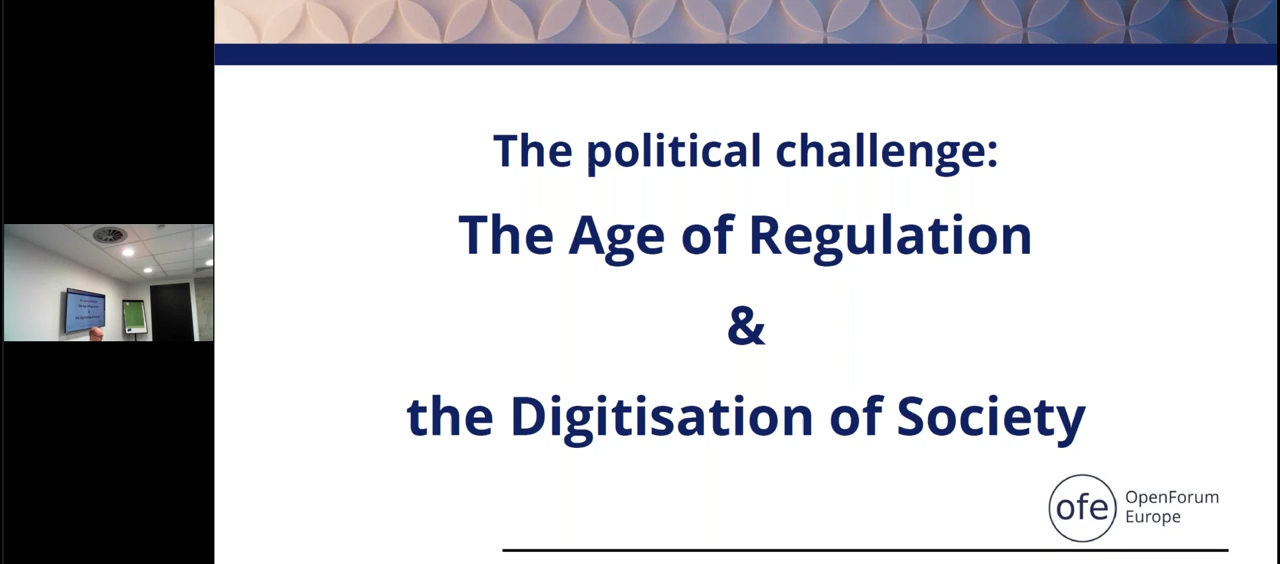 The political challenge:
The Age of Regulation
&
the Digitisation of Society
ofe
OpenForum
Europe